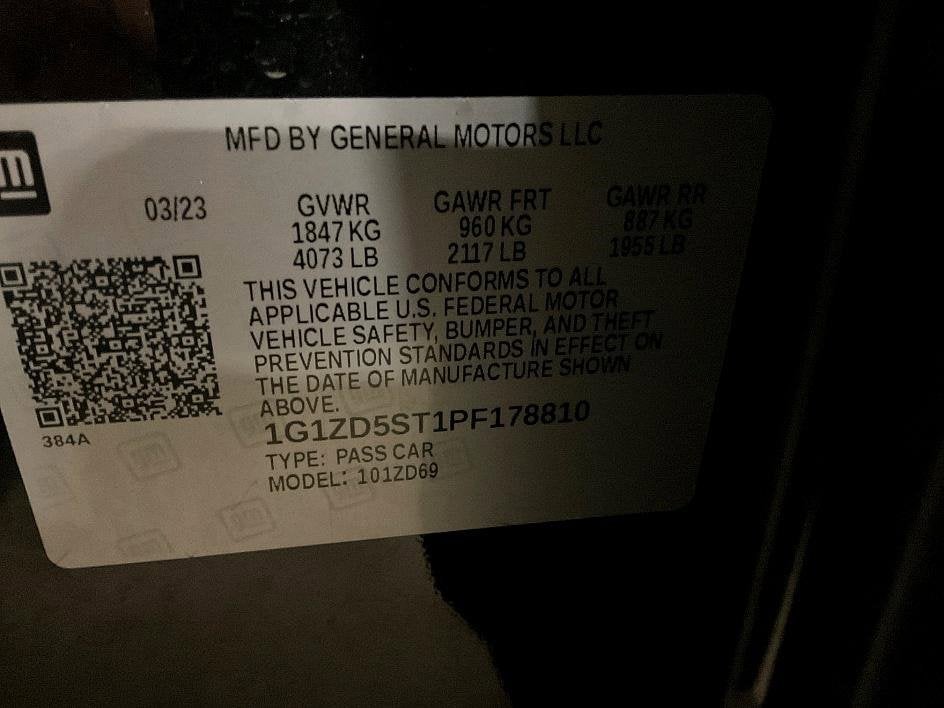 MFD BY GENERAL MOTORS LLC
03/23
GVWR
1847 KG
4073 LB
GAWR FRT
960 KG
2117 LB
GAWR RR
887 KG
1955 LB
THIS VEHICLE CONFORMS TO ALL
APPLICABLE U.S. FEDERAL MOTOR
VEHICLE SAFETY, BUMPER, AND THEFT
PREVENTION STANDARDS IN EFFECT ON
THE DATE OF MANUFACTURE SHOWN
ABOVE.
1G1ZD5ST1PF178810
TYPE: PASS CAR
MODEL: 101ZD69
384A